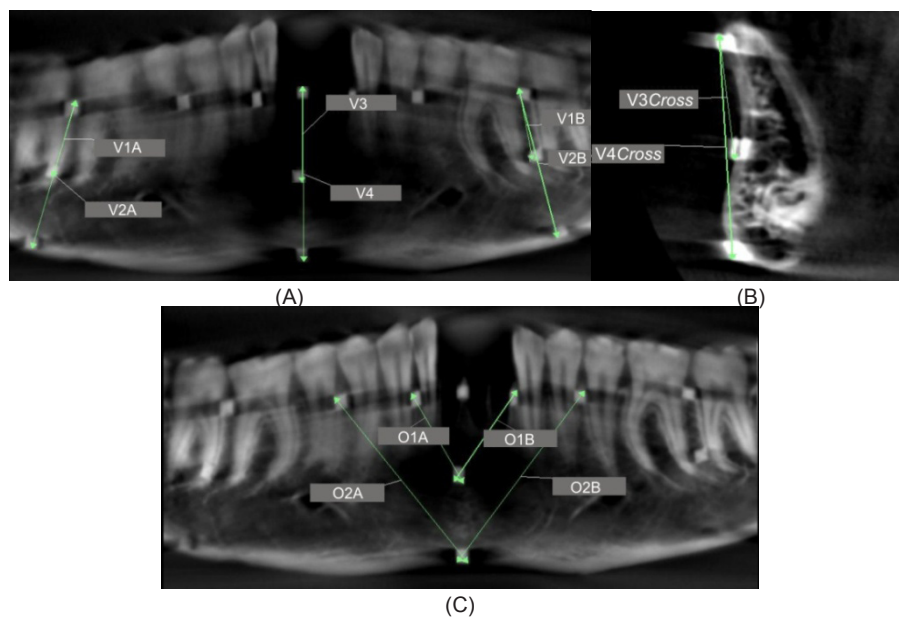 V3
V1A
V1B
V2B
V4
V2A
V3Cross
V4Cross
(A)
(B)
O1A
O1B
O2A
O2B
(C)